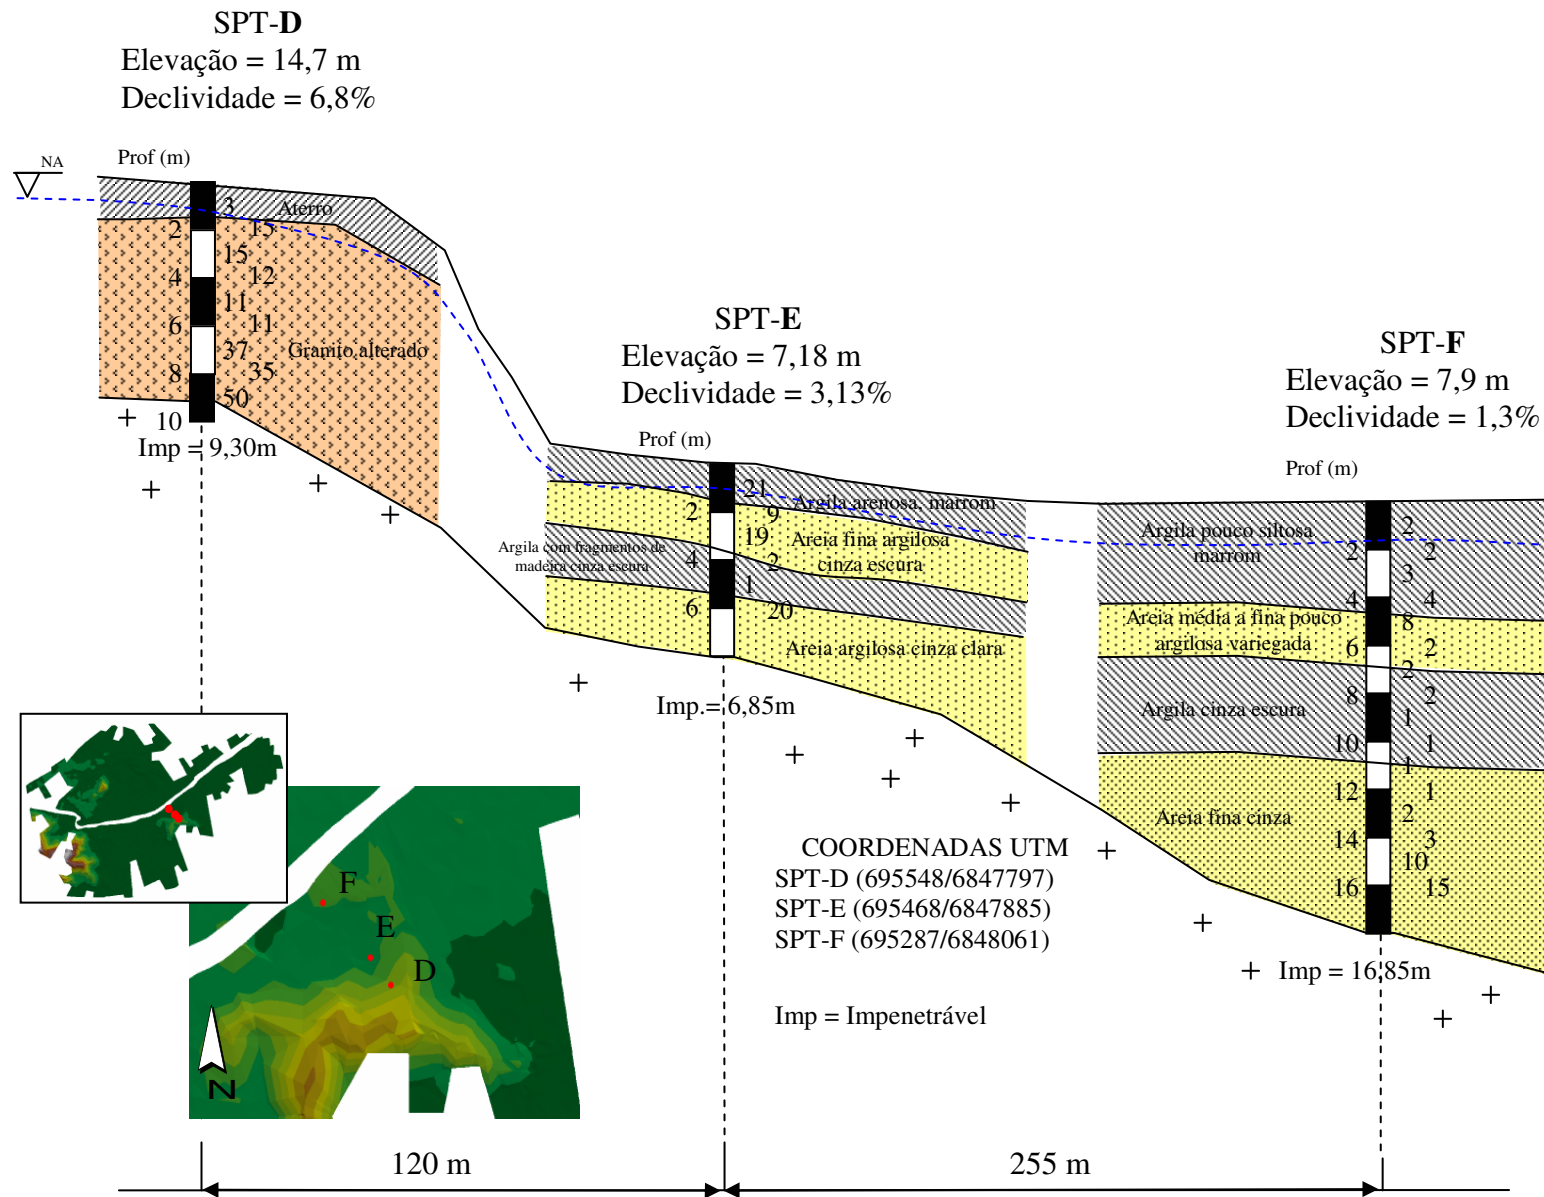 SPT-D
Elevação = 14,7 m
Declividade = 6,8%
Prof (m)
NA
3
Aterro
2
15
15
4
12
11
6
11
37
Granito alterado
8
35
50
10
Imp = 9,30m
SPT-E
Elevação = 7,18 m
Declividade = 3,13%
Prof (m)
21
Argila arenosa, marrom
2
9
19
Areia fina argilosa
cinza escura
Argila com fragmentos de
madeira cinza escura
4
2
1
6
20
Areia argilosa cinza clara
Imp.= 6,85m
SPT-F
Elevação = 7,9 m
Declividade = 1,3%
Prof (m)
Argila pouco siltosa
marrom
2
2
2
3
4
4
Areia média a fina pouco
argilosa variegada
8
6
2
2
Argila cinza escura
8
2
1
10
1
1
12
1
Areia fina cinza
2
14
3
10
16
15
Imp = 16,85m
F
E
D
N
COORDENADAS UTM
SPT-D (695548/6847797)
SPT-E (695468/6847885)
SPT-F (695287/6848061)
Imp = Impenetrável
120 m
255 m